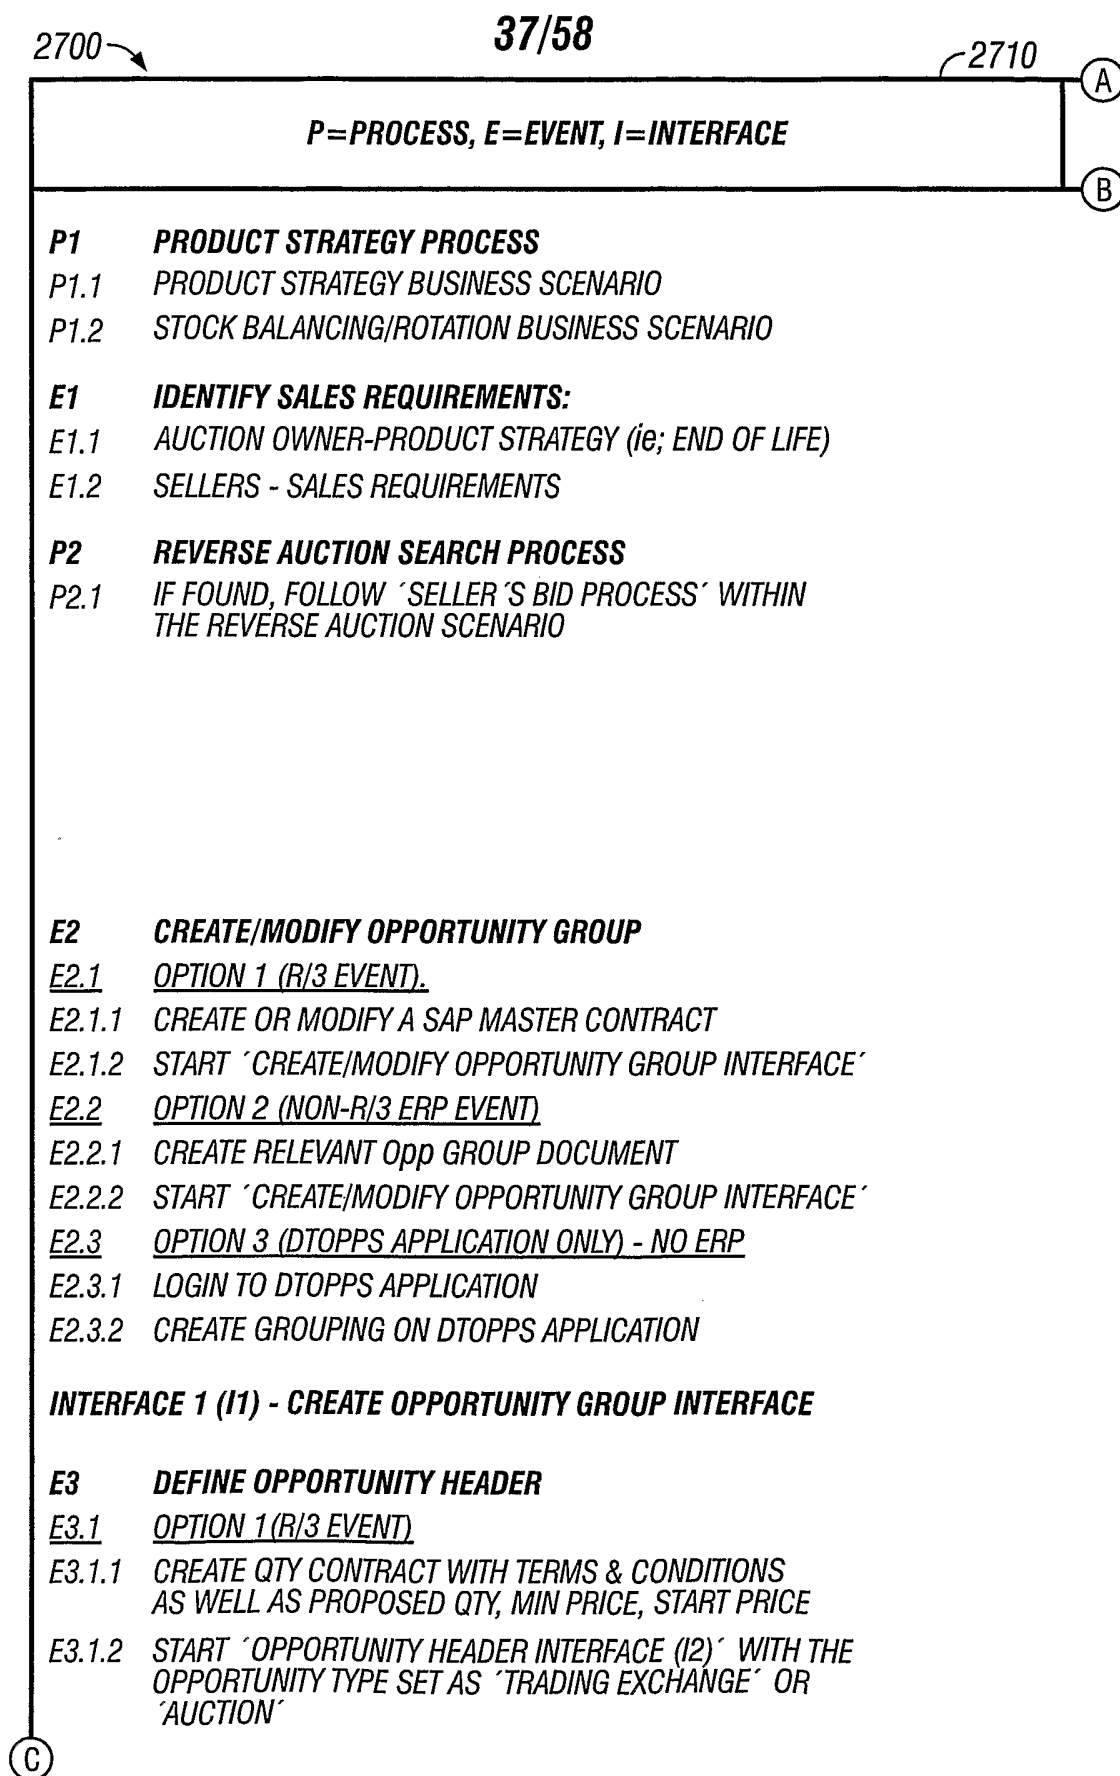 37/58
2700
2710
A
P=PROCESS, E=EVENT, I=INTERFACE
B
P1 PRODUCT STRATEGY PROCESS
P1.1 PRODUCT STRATEGY BUSINESS SCENARIO
P1.2 STOCK BALANCING/ROTATION BUSINESS SCENARIO
E1 IDENTIFY SALES REQUIREMENTS:
E1.1 AUCTION OWNER-PRODUCT STRATEGY (ie; END OF LIFE)
E1.2 SELLERS - SALES REQUIREMENTS
P2 REVERSE AUCTION SEARCH PROCESS
P2.1 IF FOUND, FOLLOW ´SELLER´S BID PROCESS´ WITHIN
THE REVERSE AUCTION SCENARIO
E2 CREATE/MODIFY OPPORTUNITY GROUP
E2.1 OPTION 1 (R/3 EVENT).
E2.1.1 CREATE OR MODIFY A SAP MASTER CONTRACT
E2.1.2 START ´CREATE/MODIFY OPPORTUNITY GROUP INTERFACE´
E2.2 OPTION 2 (NON-R/3 ERP EVENT)
E2.2.1 CREATE RELEVANT Opp GROUP DOCUMENT
E2.2.2 START ´CREATE/MODIFY OPPORTUNITY GROUP INTERFACE´
E2.3 OPTION 3 (DTOPPS APPLICATION ONLY) - NO ERP
E2.3.1 LOGIN TO DTOPPS APPLICATION
E2.3.2 CREATE GROUPING ON DTOPPS APPLICATION
INTERFACE 1 (I1) - CREATE OPPORTUNITY GROUP INTERFACE
E3 DEFINE OPPORTUNITY HEADER
E3.1 OPTION 1(R/3 EVENT)
E3.1.1 CREATE QTY CONTRACT WITH TERMS & CONDITIONS
AS WELL AS PROPOSED QTY, MIN PRICE, START PRICE
E3.1.2 START ´OPPORTUNITY HEADER INTERFACE (I2)´ WITH THE
OPPORTUNITY TYPE SET AS ´TRADING EXCHANGE´ OR
´AUCTION´
C